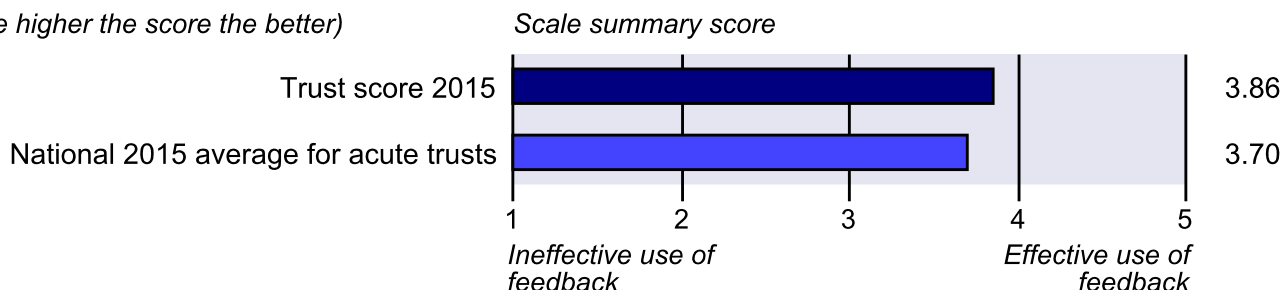 higher the score the better) Scale summary score
Trust score 2015 3.86
National 2015 average for acute trusts 3.70
1 2 3 4 5
Ineffective use of Effective use of
feedback feedback